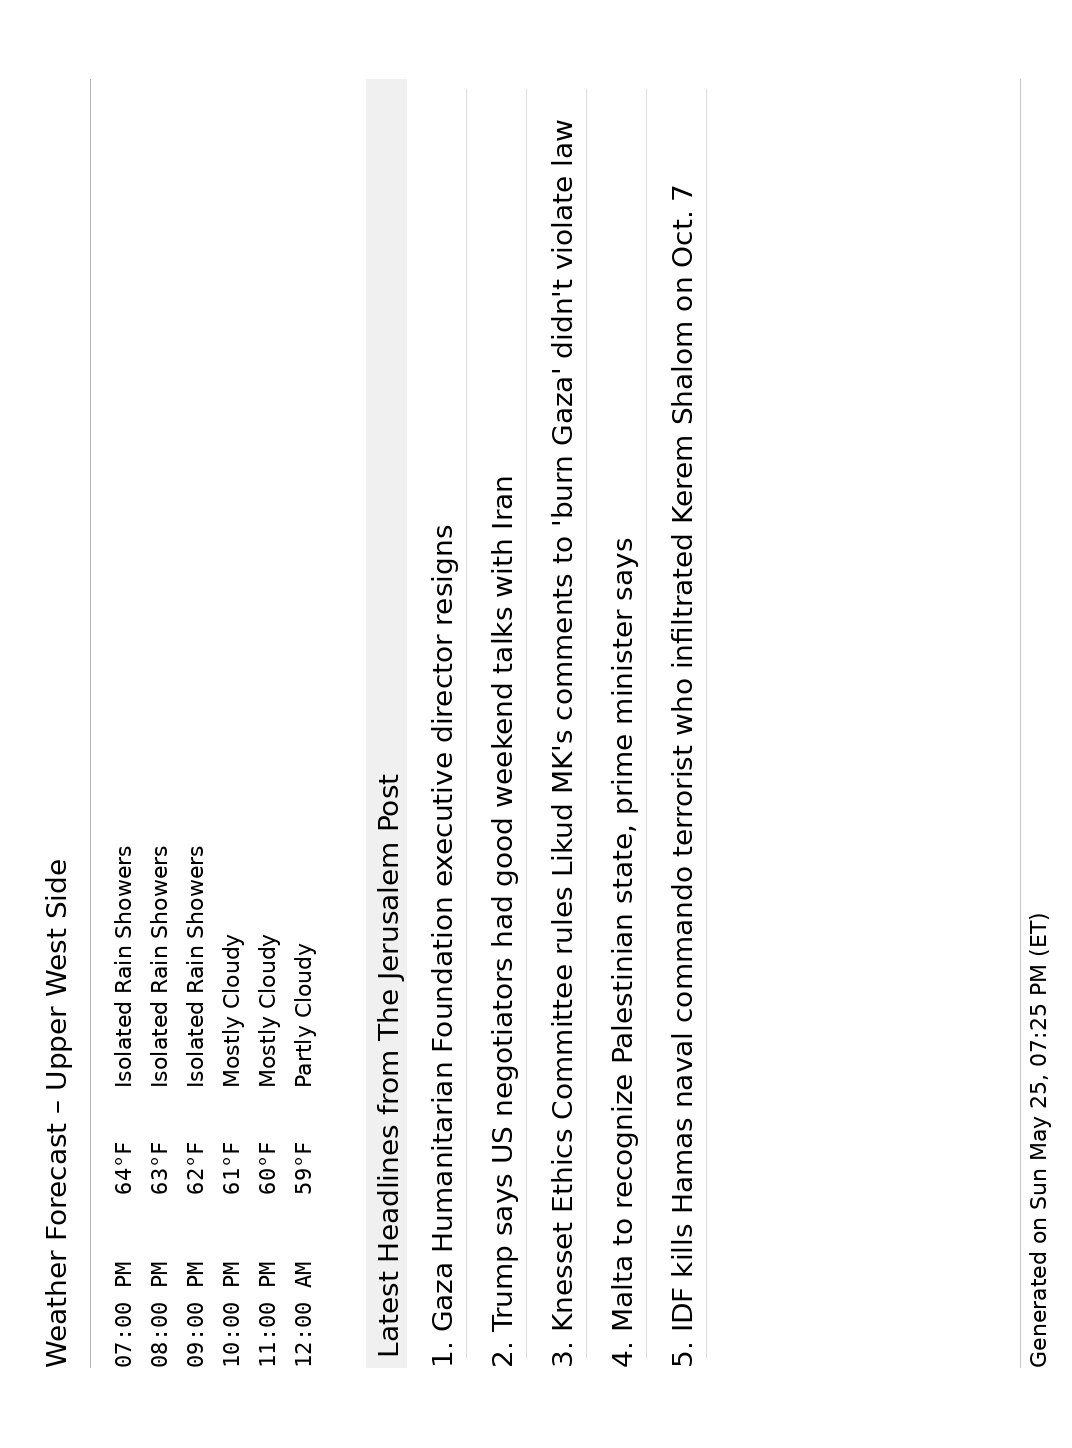 Weather Forecast – Upper West Side
07:00 PM 64°F Isolated Rain Showers
08:00 PM 63°F Isolated Rain Showers
09:00 PM 62°F Isolated Rain Showers
10:00 PM 61°F Mostly Cloudy
11:00 PM 60°F Mostly Cloudy
12:00 AM 59°F Partly Cloudy
Latest Headlines from The Jerusalem Post
1. Gaza Humanitarian Foundation executive director resigns
2. Trump says US negotiators had good weekend talks with Iran
3. Knesset Ethics Committee rules Likud MK's comments to 'burn Gaza' didn't violate law
4. Malta to recognize Palestinian state, prime minister says
5. IDF kills Hamas naval commando terrorist who infiltrated Kerem Shalom on Oct. 7
Generated on Sun May 25, 07:25 PM (ET)